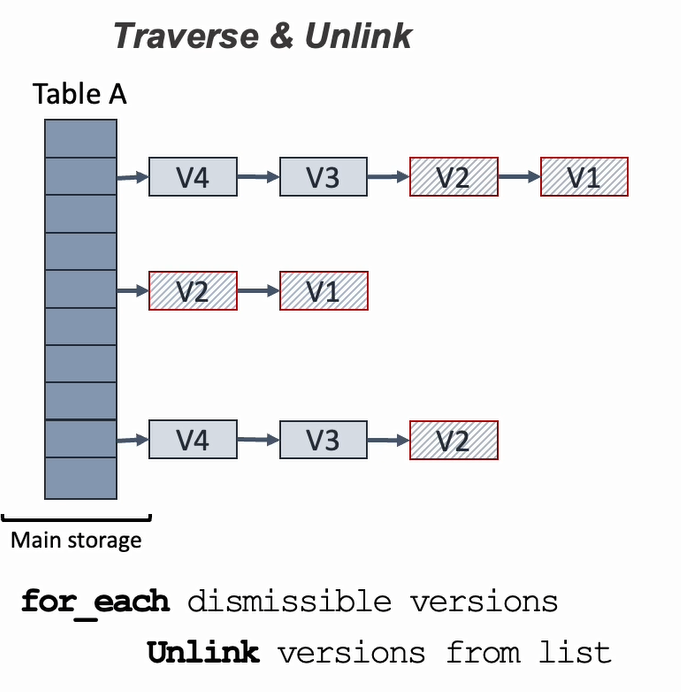 Traverse & Unlink
Table A
V4 V3 V2 V1
V2 V1
V4 V3 V2
Main storage
for_each dismissible versions
Unlink versions from list